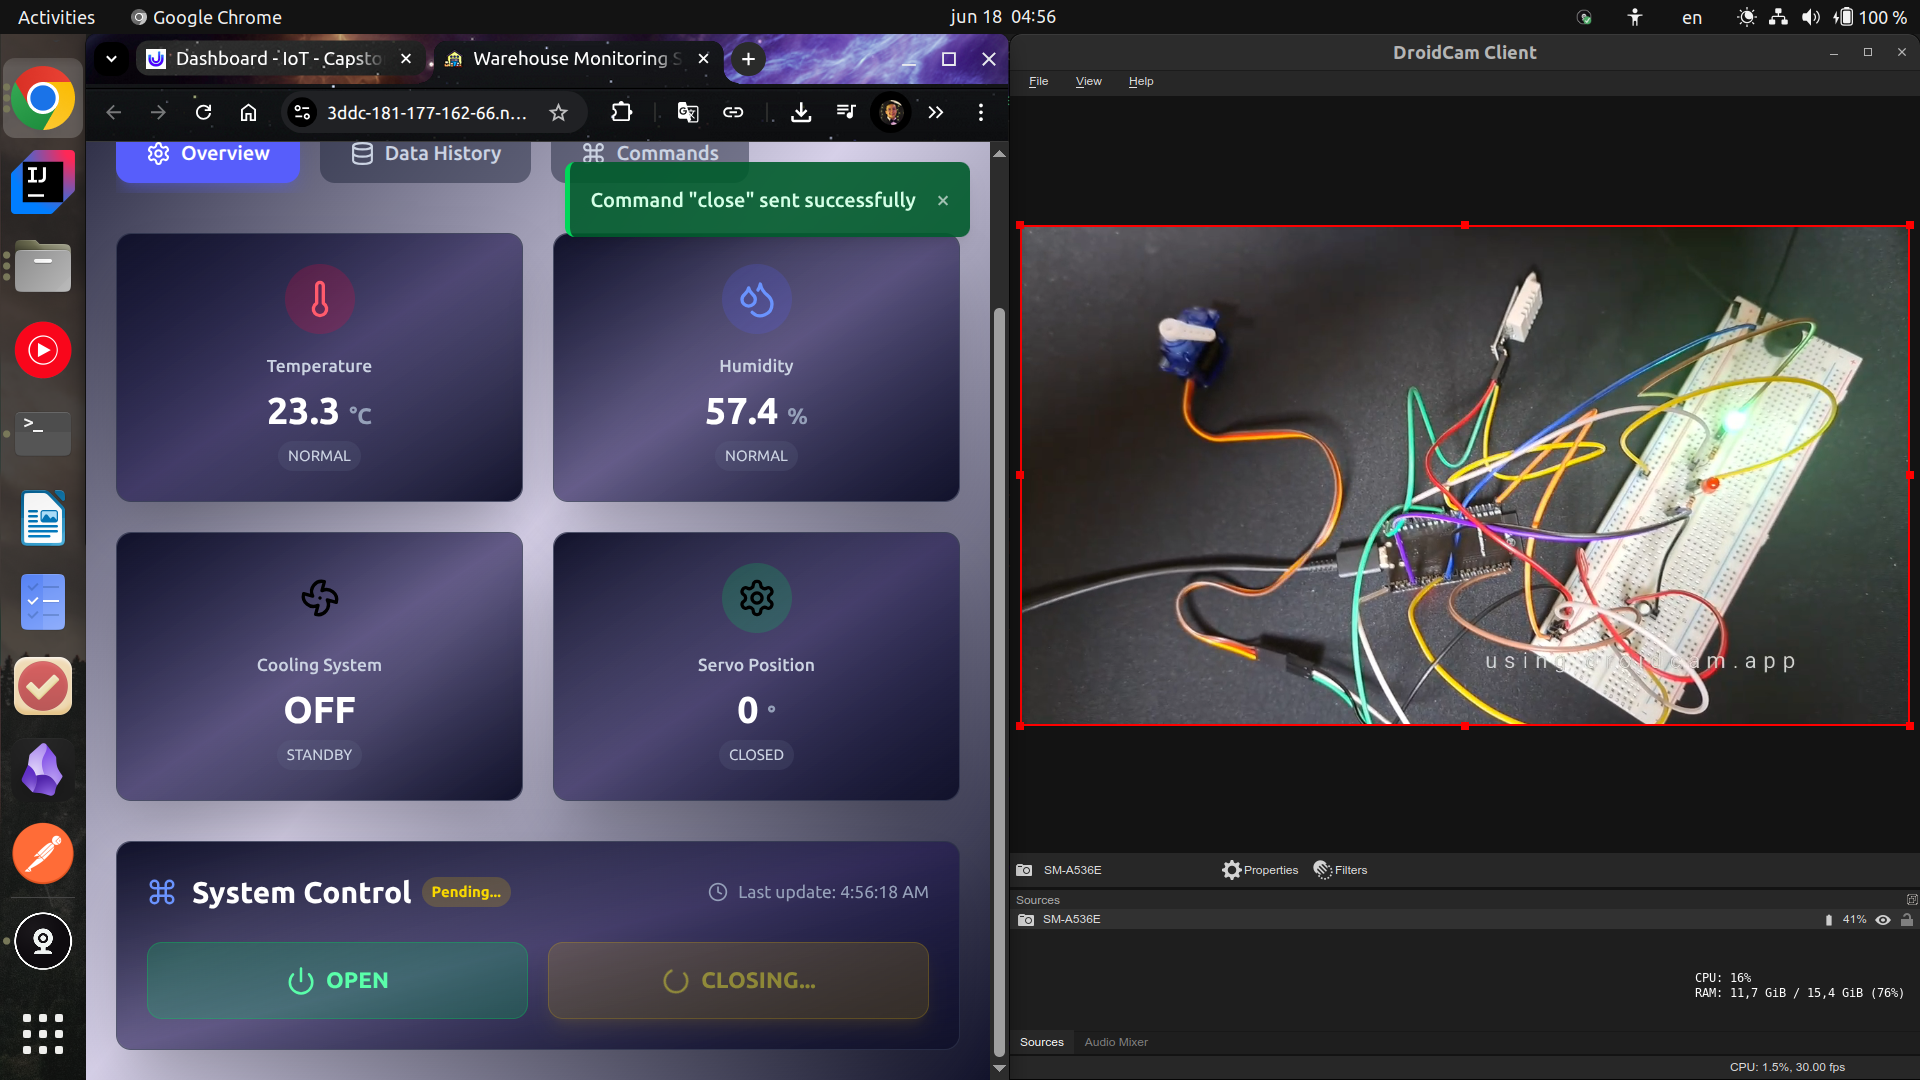 Activities
Google Chrome
jun 18 04:56
en
100 %
Dashboard - IoT - Capsto
Warehouse Monitoring S
3ddc-181-177-162-66.n...
Overview
Data History
Commands
Command "close" sent successfully
Temperature
23.3 °C
NORMAL
Humidity
57.4 %
NORMAL
Cooling System
OFF
STANDBY
Servo Position
0 °
CLOSED
System Control
Pending...
Last update: 4:56:18 AM
OPEN
CLOSING...
DroidCam Client
File
View
Help
using droidcam.app
SM-A536E
Properties
Filters
Sources
SM-A536E
41%
CPU: 16%
RAM: 11,7 GiB / 15,4 GiB (76%)
Sources
Audio Mixer
CPU: 1.5%, 30.00 fps
IJ
>_